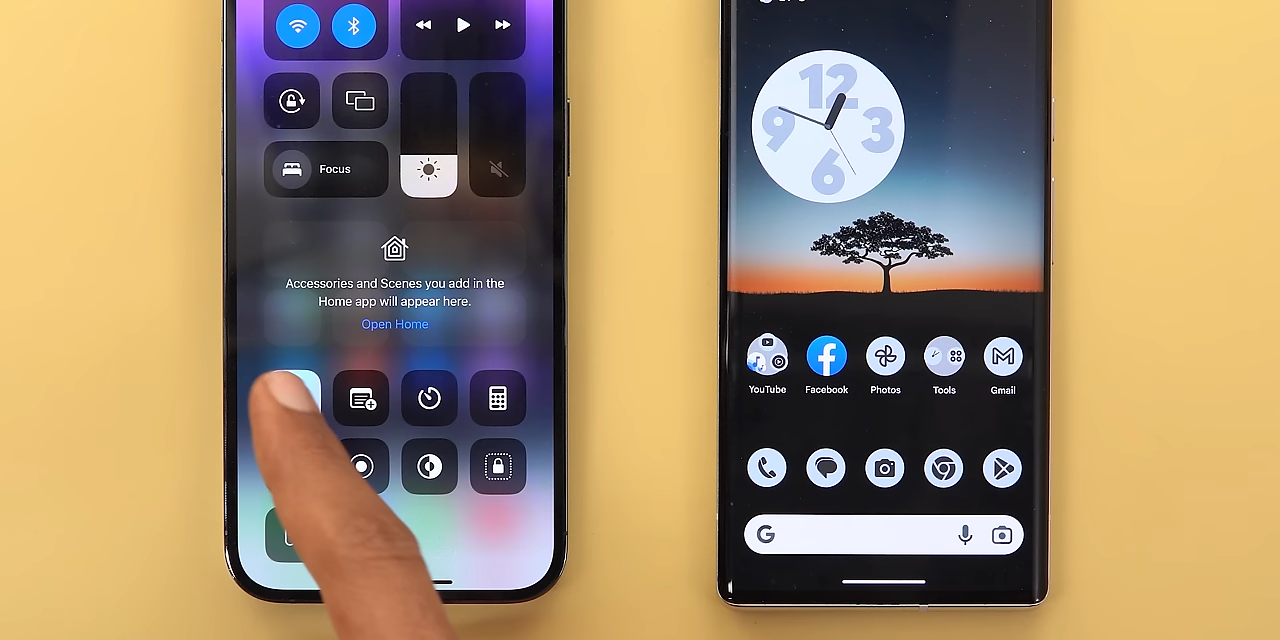 Focus
Accessories and Scenes you add in the
Home app will appear here.
Open Home
12
9
3
6
YouTube
Facebook
Photos
Tools
Gmail
G